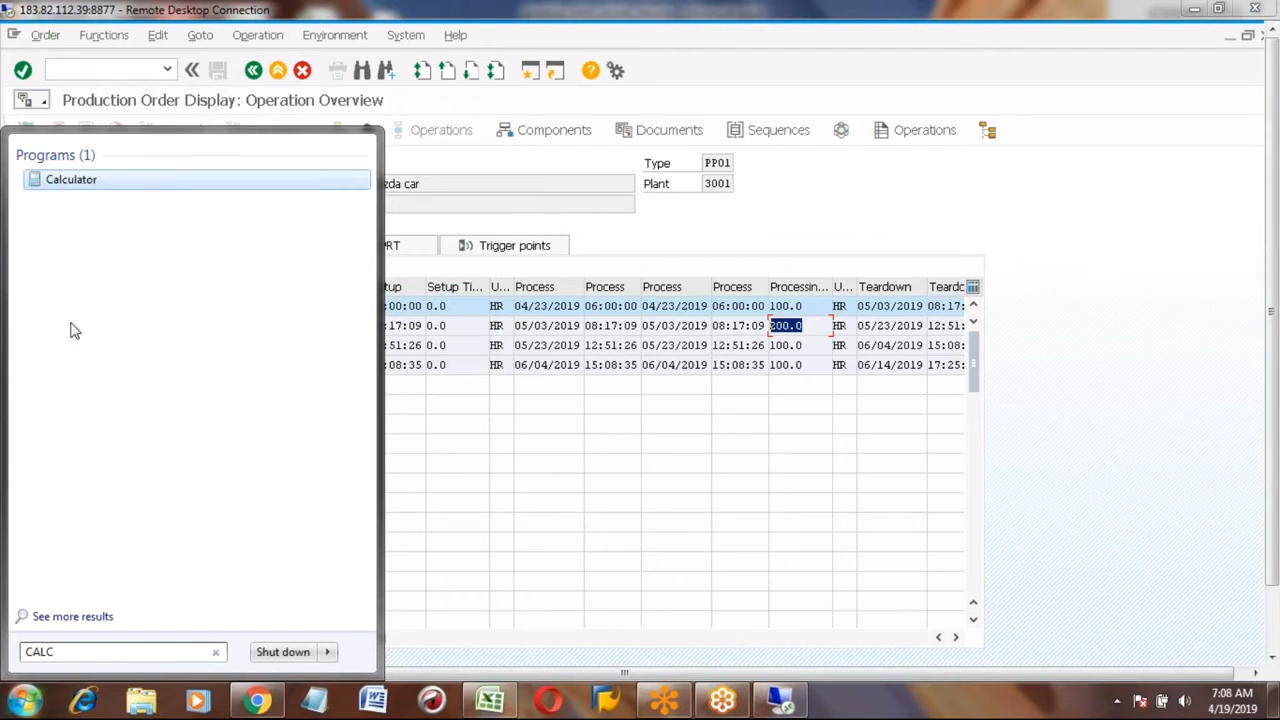 183.82.112.39:8877 - Remote Desktop Connection
Order Functions Edit Goto Operation Environment System Help
Production Order Display: Operation Overview
Operations Components Documents Sequences Operations
Programs (1)
Calculator
Type PP01
zda car Plant 3001
RT Trigger points
tup Setup Ti... U... Process Process Process Process Processin... U... Teardown Teardc
:00:00 0.0 HR 04/23/2019 06:00:00 04/23/2019 06:00:00 100.0 HR 05/03/2019 08:17:
:17:09 0.0 HR 05/03/2019 08:17:09 05/03/2019 08:17:09 200.0 HR 05/23/2019 12:51:
:51:26 0.0 HR 05/23/2019 12:51:26 05/23/2019 12:51:26 100.0 HR 06/04/2019 15:08:
:08:35 0.0 HR 06/04/2019 15:08:35 06/04/2019 15:08:35 100.0 HR 06/14/2019 17:25:
See more results
CALC Shut down
7:08 AM
4/19/2019